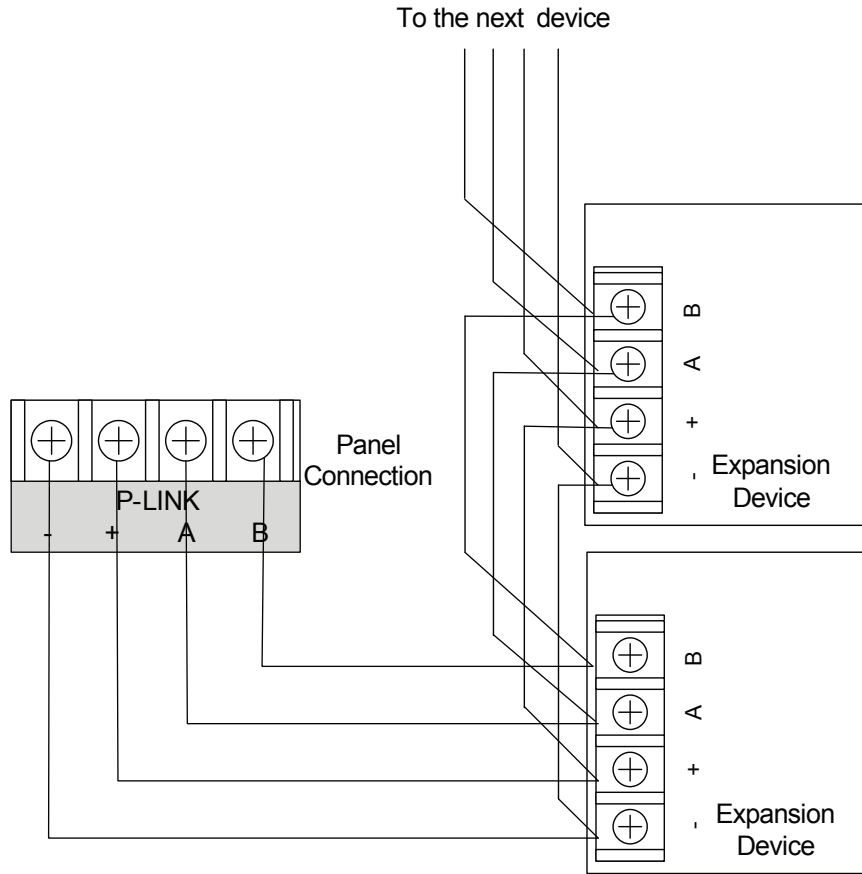 To the next device
B
A
+
-
Expansion
Device
Panel
Connection
P-LINK
- + A B
B
A
+
-
Expansion
Device